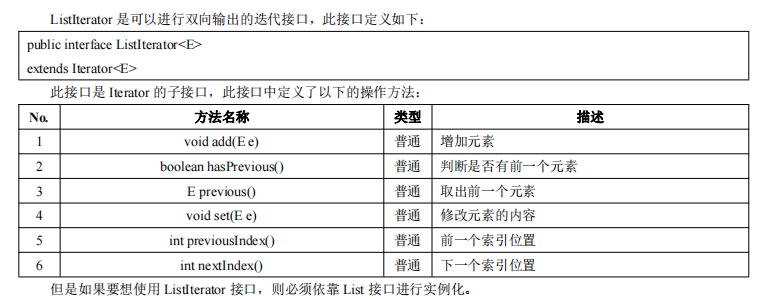 ListIterator 是可以进行双向输出的迭代接口，此接口定义如下：
public interface ListIterator<E>
extends Iterator<E>
此接口是 Iterator 的子接口，此接口中定义了以下的操作方法：
No. 方法名称 类型 描述
1 void add(E e) 普通 增加元素
2 boolean hasPrevious() 普通 判断是否有前一个元素
3 E previous() 普通 取出前一个元素
4 void set(E e) 普通 修改元素的内容
5 int previousIndex() 普通 前一个索引位置
6 int nextIndex() 普通 下一个索引位置
但是如果要想使用 ListIterator 接口，则必须依靠 List 接口进行实例化。